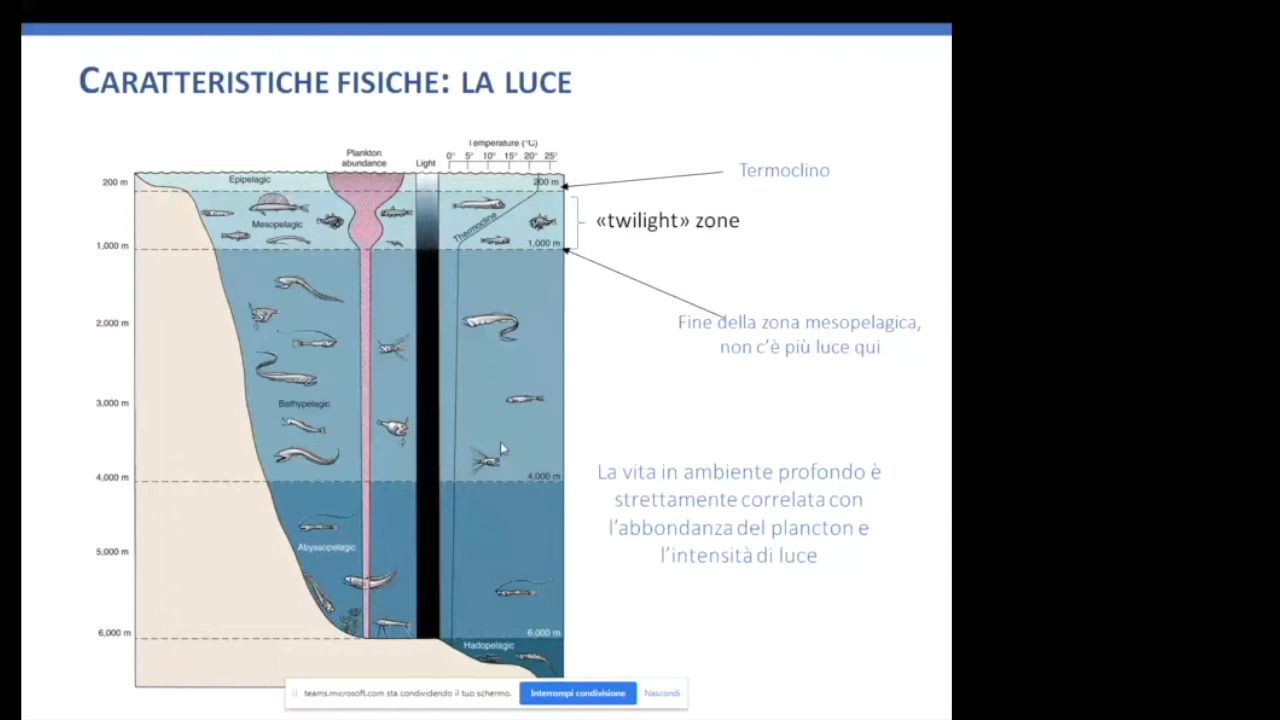 CARATTERISTICHE FISICHE: LA LUCE
Temperature (°C)
Plankton
abundance
Light
0° 5° 10° 15° 20° 25°
200 m
Epipelagic
200 m
Termoclino
Mesopelagic
Thermocline
«twilight» zone
1,000 m
1,000 m
2,000 m
Fine della zona mesopelagica,
non c'è più luce qui
3,000 m
Bathypelagic
4,000 m
4,000 m
La vita in ambiente profondo è
strettamente correlata con
l'abbondanza del plancton e
l'intensità di luce
5,000 m
Abyssopelagic
6,000 m
6,000 m
Hadopelagic
teams.microsoft.com sta condividendo il tuo schermo.
Interrompi condivisione
Nascondi